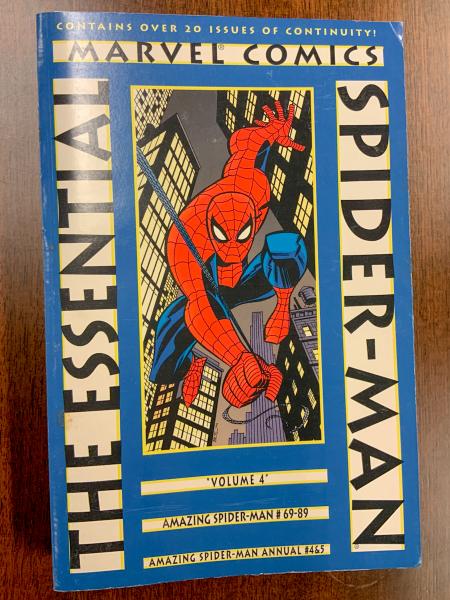 CONTAINS OVER 20 ISSUES OF CONTINUITY!
MARVEL® COMICS
THE ESSENTIAL
SPIDER-MAN®
"VOLUME 4"
AMAZING SPIDER-MAN # 69-89
AMAZING SPIDER-MAN ANNUAL #4&5